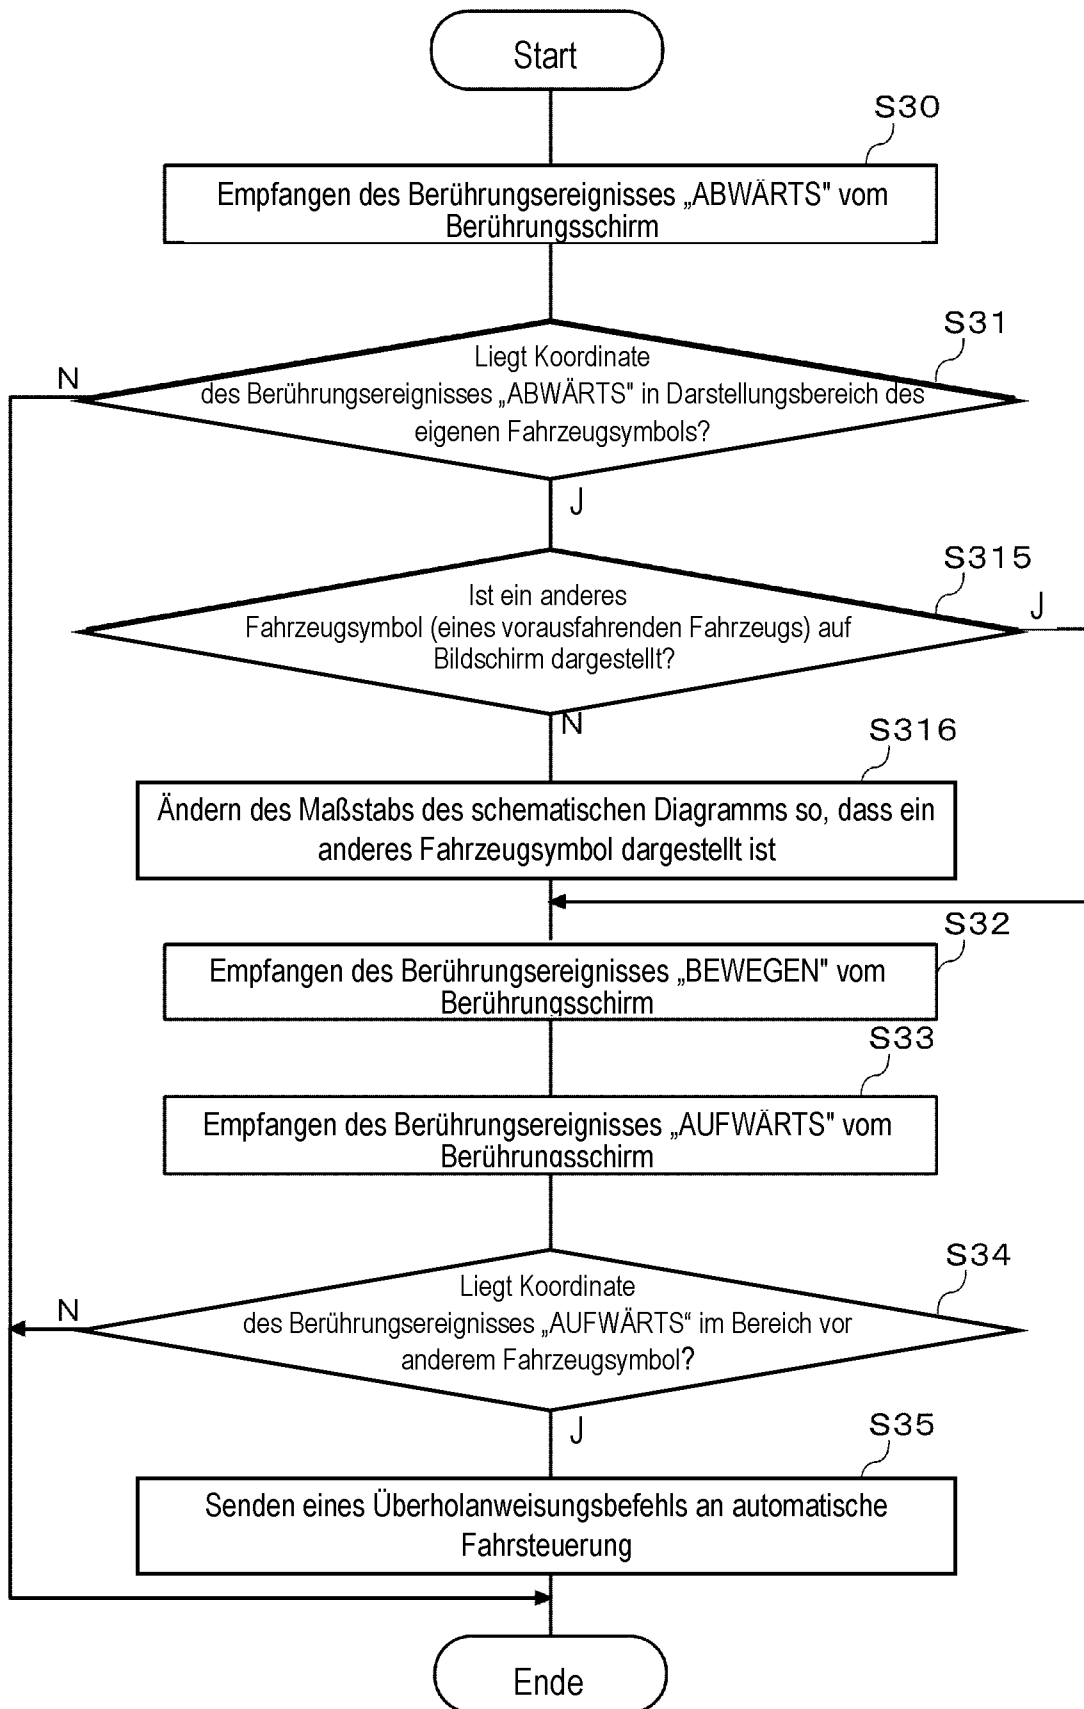 Start
S30
Empfangen des Berührungsereignisses „ABWÄRTS" vom
Berührungsschirm
S31
N
Liegt Koordinate
des Berührungsereignisses „ABWÄRTS" in Darstellungsbereich des
eigenen Fahrzeugsymbols?
J
S315
J
Ist ein anderes
Fahrzeugsymbol (eines vorausfahrenden Fahrzeugs) auf
Bildschirm dargestellt?
N
S316
Ändern des Maßstabs des schematischen Diagramms so, dass ein
anderes Fahrzeugsymbol dargestellt ist
S32
Empfangen des Berührungsereignisses „BEWEGEN" vom
Berührungsschirm
S33
Empfangen des Berührungsereignisses „AUFWÄRTS" vom
Berührungsschirm
S34
N
Liegt Koordinate
des Berührungsereignisses „AUFWÄRTS“ im Bereich vor
anderem Fahrzeugsymbol?
J
S35
Senden eines Überholanweisungsbefehls an automatische
Fahrsteuerung
Ende